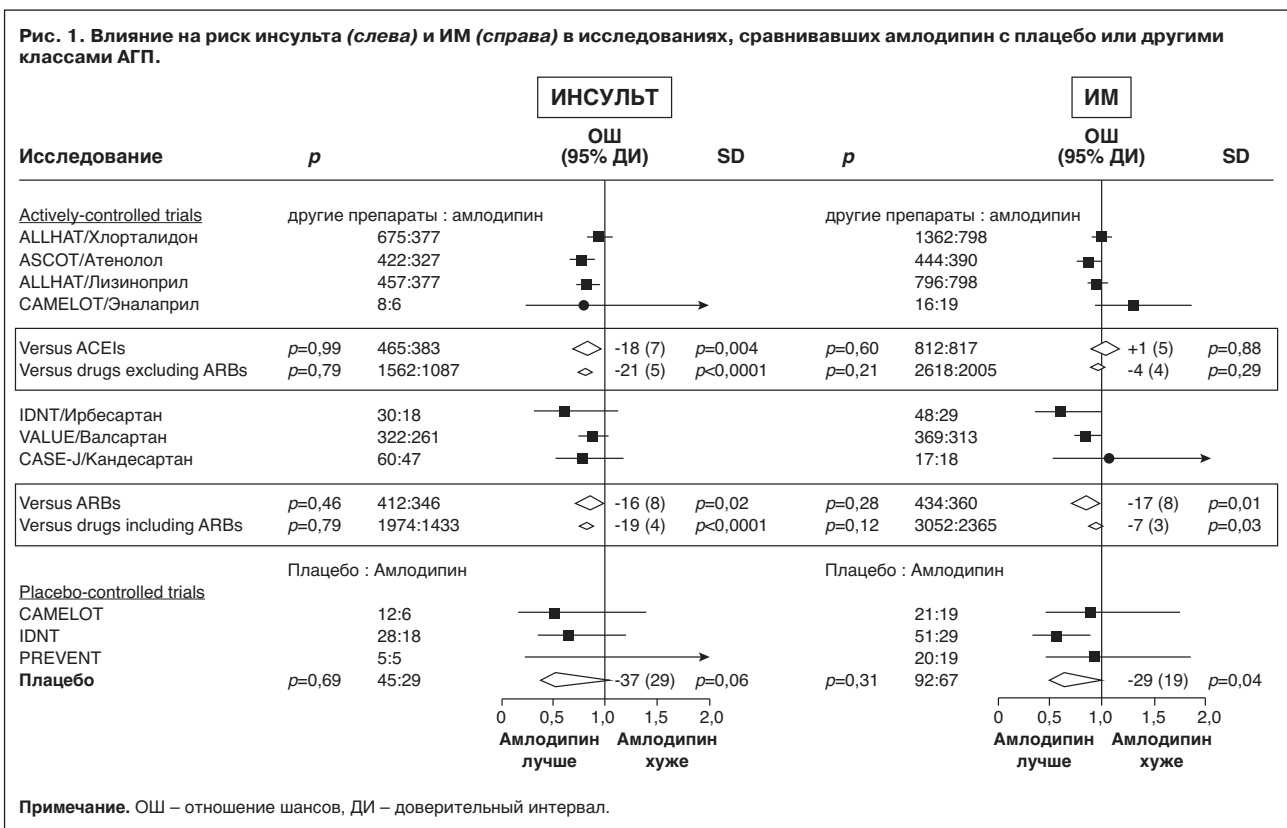 Рис. 1. Влияние на риск инсульта (слева) и ИМ (справа) в исследованиях, сравнивавших амлодипин с плацебо или другими
классами АГП.
ИНСУЛЬТ ИМ
ОШ ОШ
Исследование p (95% ДИ) SD p (95% ДИ) SD
Actively-controlled trials другие препараты : амлодипин другие препараты : амлодипин
ALLHAT/Хлорталидон 675:377 1362:798
ASCOT/Атенолол 422:327 444:390
ALLHAT/Лизиноприл 457:377 796:798
CAMELOT/Эналаприл 8:6 16:19
Versus ACEIs p=0,99 465:383 -18 (7) p=0,004 p=0,60 812:817 +1 (5) p=0,88
Versus drugs excluding ARBs p=0,79 1562:1087 -21 (5) p<0,0001 p=0,21 2618:2005 -4 (4) p=0,29
IDNT/Ирбесартан 30:18 48:29
VALUE/Валсартан 322:261 369:313
CASE-J/Кандесартан 60:47 17:18
Versus ARBs p=0,46 412:346 -16 (8) p=0,02 p=0,28 434:360 -17 (8) p=0,01
Versus drugs including ARBs p=0,79 1974:1433 -19 (4) p<0,0001 p=0,12 3052:2365 -7 (3) p=0,03
Плацебо : Амлодипин Плацебо : Амлодипин
Placebo-controlled trials
CAMELOT 12:6 21:19
IDNT 28:18 51:29
PREVENT 5:5 20:19
Плацебо p=0,69 45:29 -37 (29) p=0,06 p=0,31 92:67 -29 (19) p=0,04
0 0,5 1,0 1,5 2,0 0 0,5 1,0 1,5 2,0
Амлодипин Амлодипин Амлодипин Амлодипин
лучше хуже лучше хуже
Примечание. ОШ – отношение шансов, ДИ – доверительный интервал.